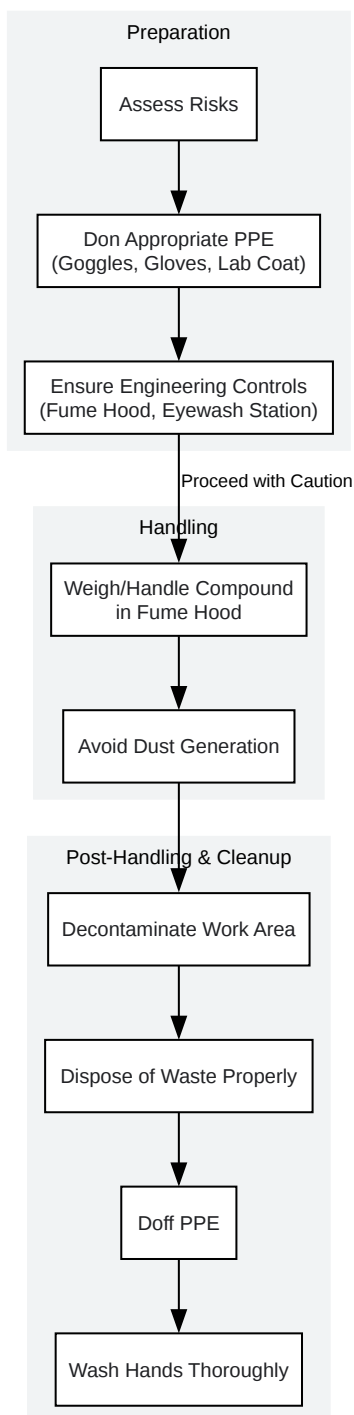 Preparation
Assess Risks
Don Appropriate PPE
(Goggles, Gloves, Lab Coat)
Ensure Engineering Controls
(Fume Hood, Eyewash Station)
Proceed with Caution
Handling
Weigh/Handle Compound
in Fume Hood
Avoid Dust Generation
Post-Handling & Cleanup
Decontaminate Work Area
Dispose of Waste Properly
Doff PPE
Wash Hands Thoroughly